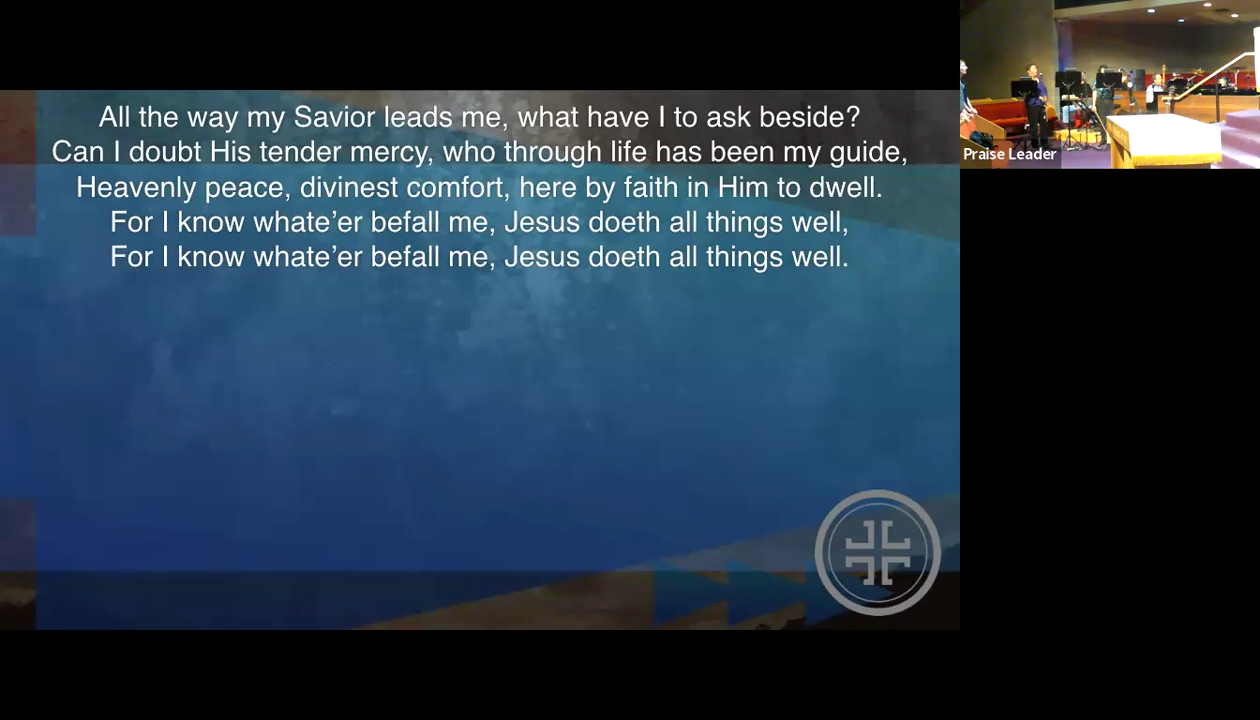 All the way my Savior leads me, what have I to ask beside?
Can I doubt His tender mercy, who through life has been my guide,
Heavenly peace, divinest comfort, here by faith in Him to dwell.
For I know whate’er befall me, Jesus doeth all things well,
For I know whate’er befall me, Jesus doeth all things well.
Praise Leader